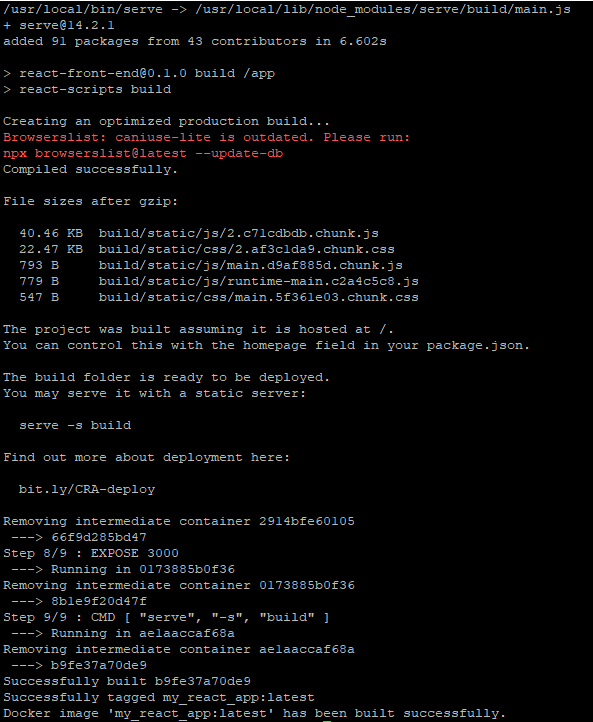 /usr/local/bin/serve -> /usr/local/lib/node_modules/serve/build/main.js
+ serve@14.2.1
added 91 packages from 43 contributors in 6.602s
> react-front-end@0.1.0 build /app
> react-scripts build
Creating an optimized production build...
Browserslist: caniuse-lite is outdated. Please run:
npx browserslist@latest --update-db
Compiled successfully.
File sizes after gzip:
40.46 KB  build/static/js/2.c71cdbdb.chunk.js
22.47 KB  build/static/css/2.af3c1da9.chunk.css
793 B     build/static/js/main.d9af885d.chunk.js
779 B     build/static/js/runtime-main.c2a4c5c8.js
547 B     build/static/css/main.5f361e03.chunk.css
The project was built assuming it is hosted at /.
You can control this with the homepage field in your package.json.
The build folder is ready to be deployed.
You may serve it with a static server:
serve -s build
Find out more about deployment here:
bit.ly/CRA-deploy
Removing intermediate container 2914bfe60105
---> 66f9d285bd47
Step 8/9 : EXPOSE 3000
---> Running in 0173885b0f36
Removing intermediate container 0173885b0f36
---> 8b1e9f20d47f
Step 9/9 : CMD [ "serve", "-s", "build" ]
---> Running in ae1aaccaf68a
Removing intermediate container ae1aaccaf68a
---> b9fe37a70de9
Successfully built b9fe37a70de9
Successfully tagged my_react_app:latest
Docker image 'my_react_app:latest' has been built successfully.